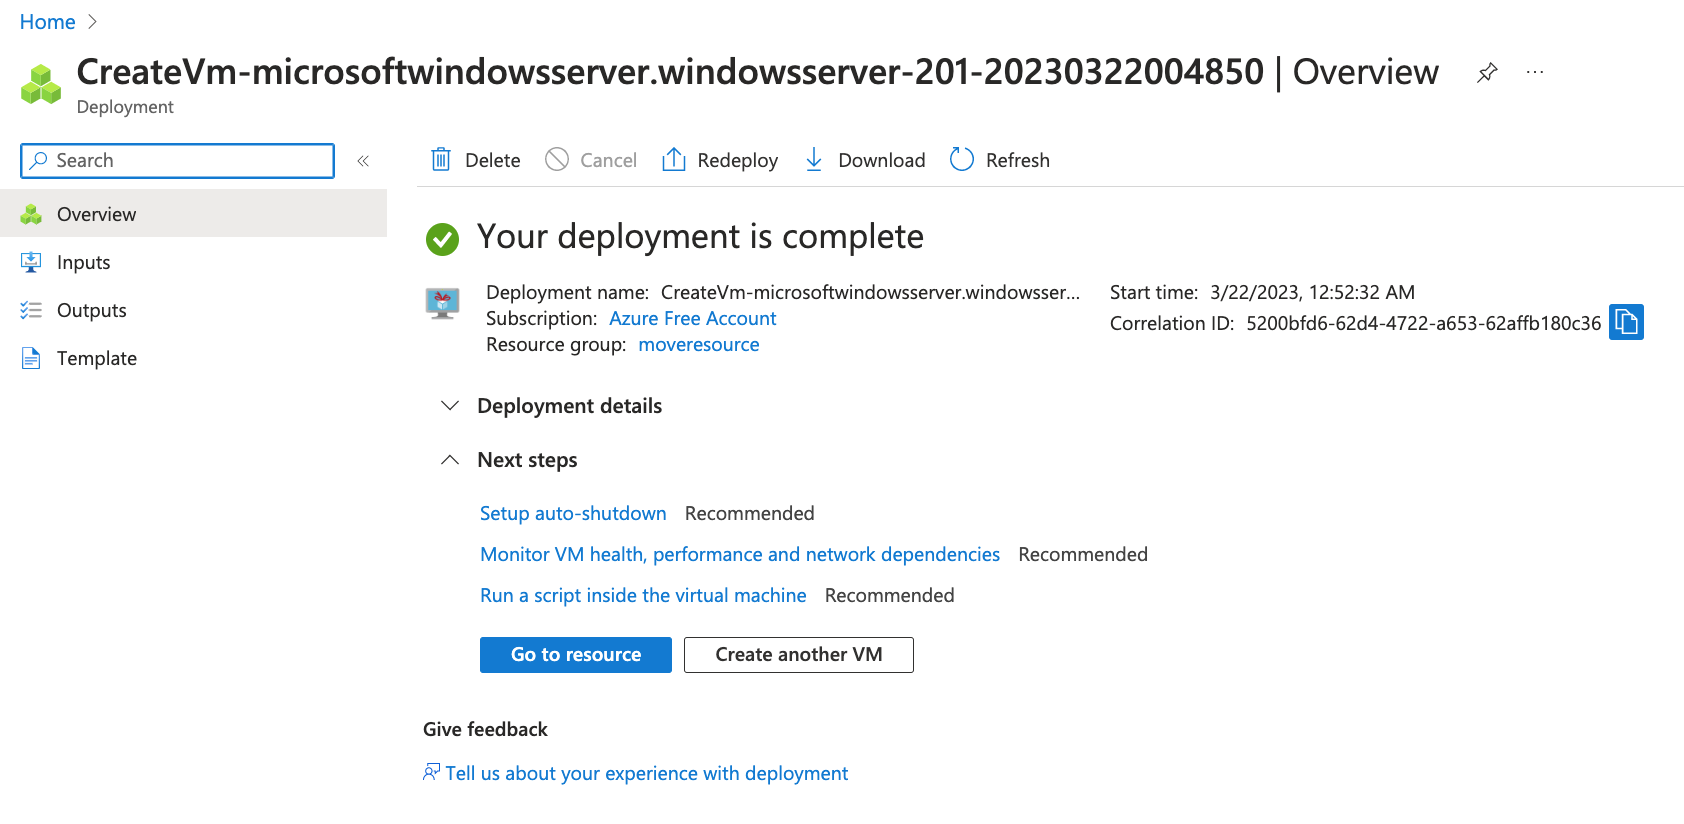 Home
CreateVm-microsoftwindowsserver.windowsserver-201-20230322004850 | Overview
Deployment
Search
Delete Cancel Redeploy Download Refresh
Overview
Inputs
Outputs
Template
Your deployment is complete
Deployment name: CreateVm-microsoftwindowsserver.windowsser...
Subscription: Azure Free Account
Resource group: moveresource
Start time: 3/22/2023, 12:52:32 AM
Correlation ID: 5200bfd6-62d4-4722-a653-62affb180c36
Deployment details
Next steps
Setup auto-shutdown Recommended
Monitor VM health, performance and network dependencies Recommended
Run a script inside the virtual machine Recommended
Go to resource Create another VM
Give feedback
Tell us about your experience with deployment